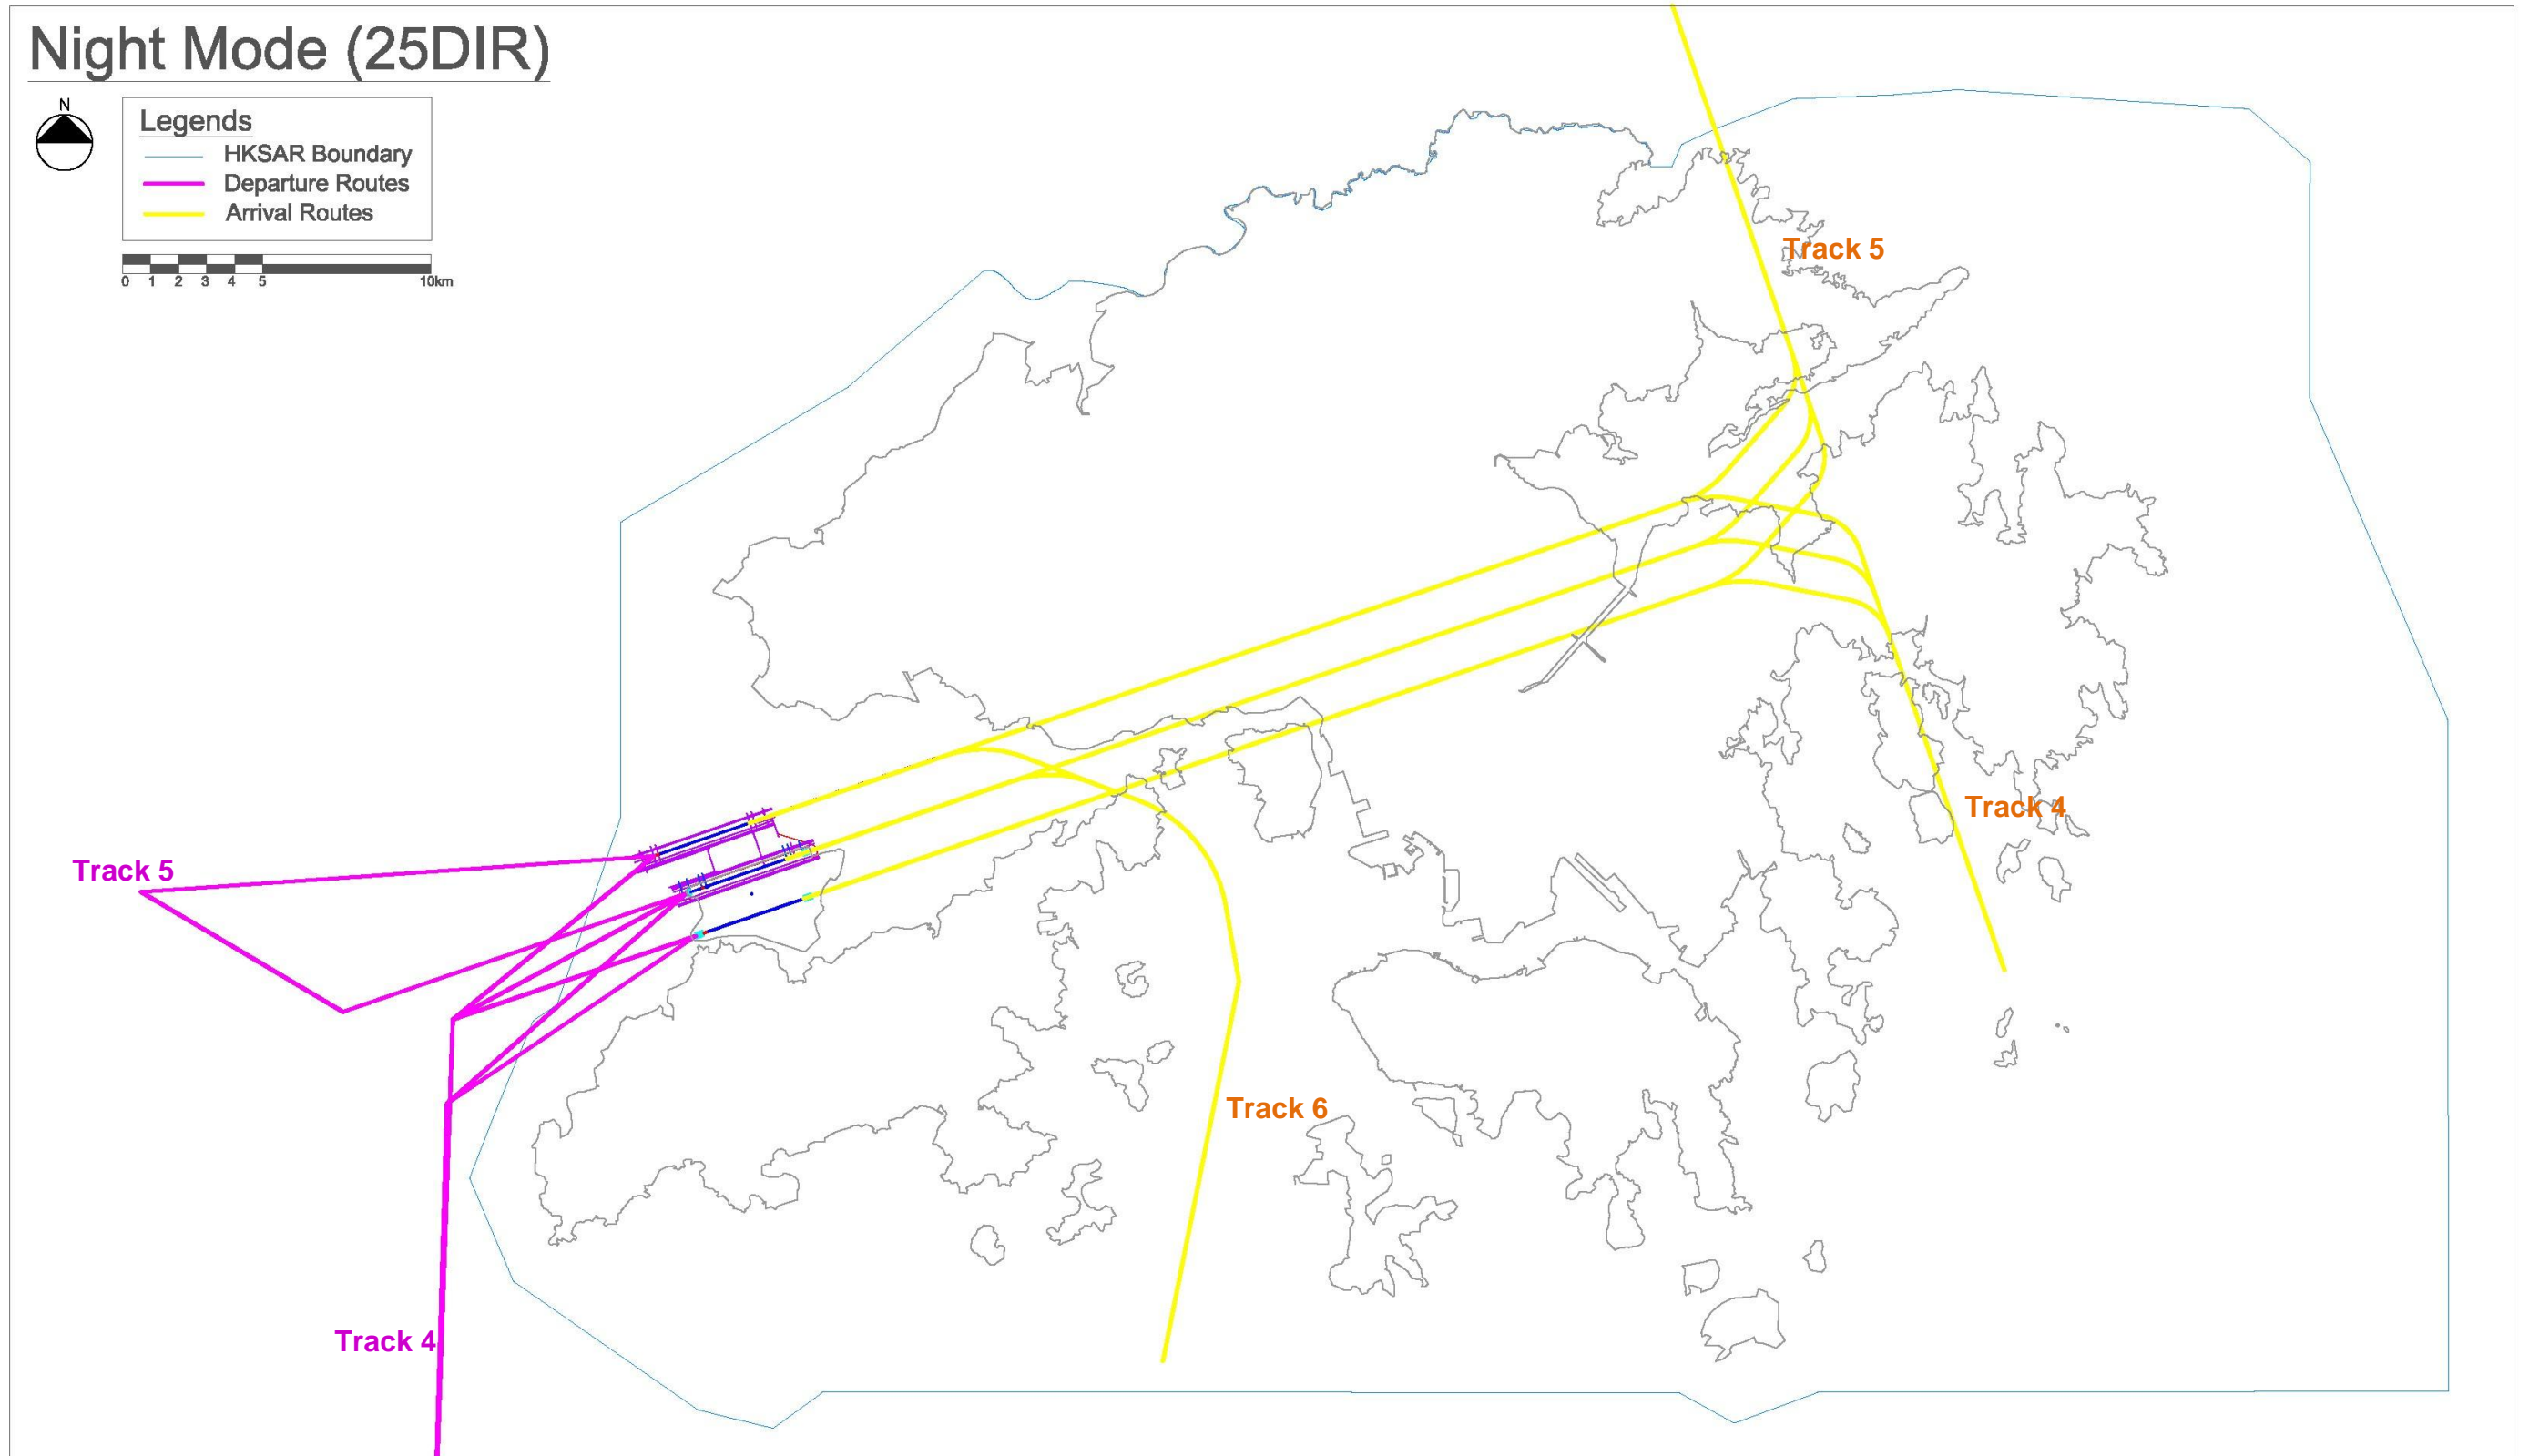 Night Mode (25DIR)
N
Legends
HKSAR Boundary
Departure Routes
Arrival Routes
0 1 2 3 4 5 10km
Track 5
Track 4
Track 5
Track 6
Track 4